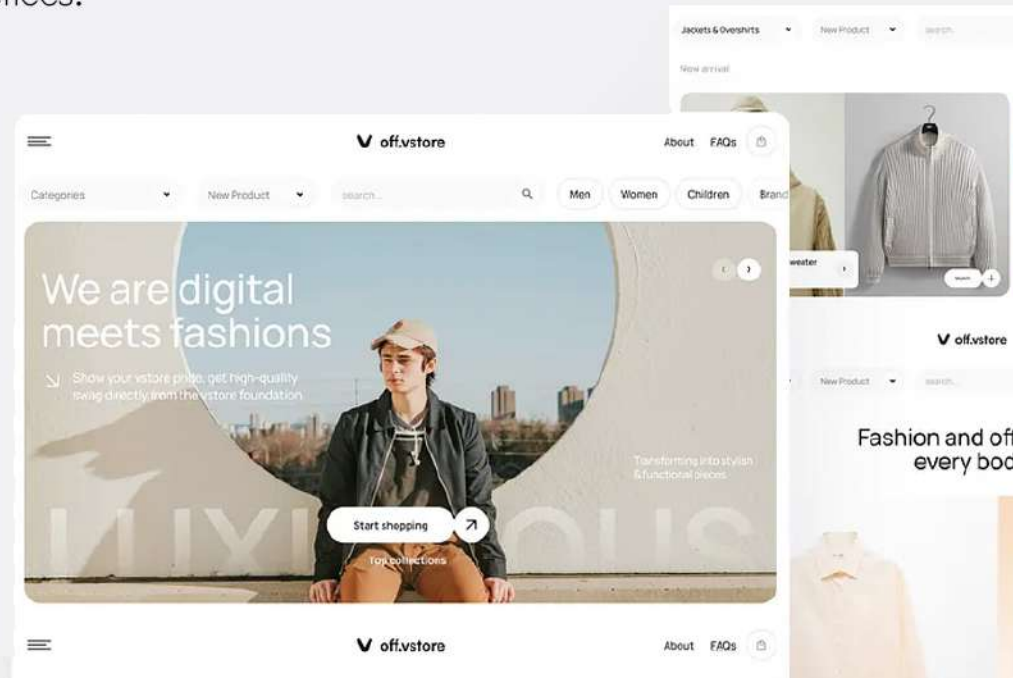 Jackets & Overshirts
New Product
search..
New arrival
V off.vstore
About
FAQs
Categories
New Product
search...
Men
Women
Children
Brand
We are digital
meets fashions
Show your vstore pride, get high-quality
swag directly from the vstore foundation.
Transforming into stylish
& functional pieces
LUXURIOUS
Start shopping
Top collections
weater
V off.vstore
New Product
search..
Fashion and off
every bod
V off.vstore
About
FAQs